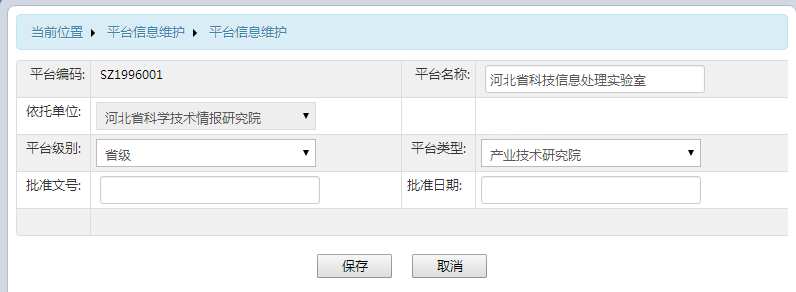 当前位置 平台信息维护 平台信息维护
平台编码: SZ1996001 平台名称: 河北省科技信息处理实验室
依托单位: 河北省科学技术情报研究院
平台级别: 省级 平台类型: 产业技术研究院
批准文号: 批准日期:
保存 取消